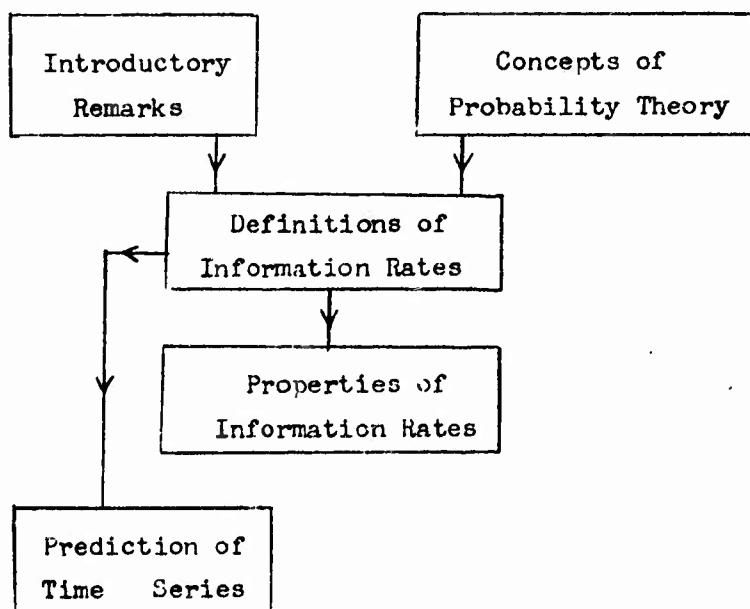 Introductory
Remarks
Concepts of
Probability Theory
Definitions of
Information Rates
Properties of
Information Rates
Prediction of
Time Series